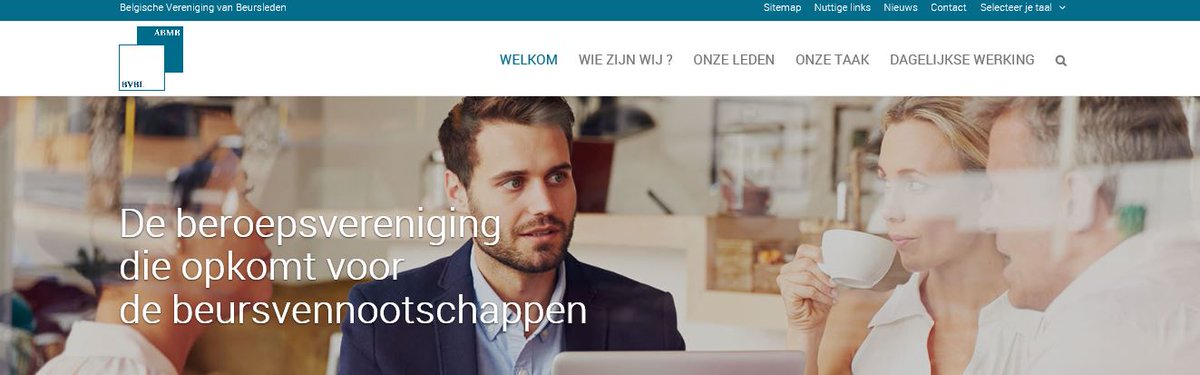 Belgische Vereniging van Beursleden
Sitemap Nuttige links Nieuws Contact Selecteer je taal
ABMB
BVBL
WELKOM WIE ZIJN WIJ ? ONZE LEDEN ONZE TAAK DAGELIJKSE WERKING
De beroepsvereniging
die opkomt voor
de beursvennootschappen